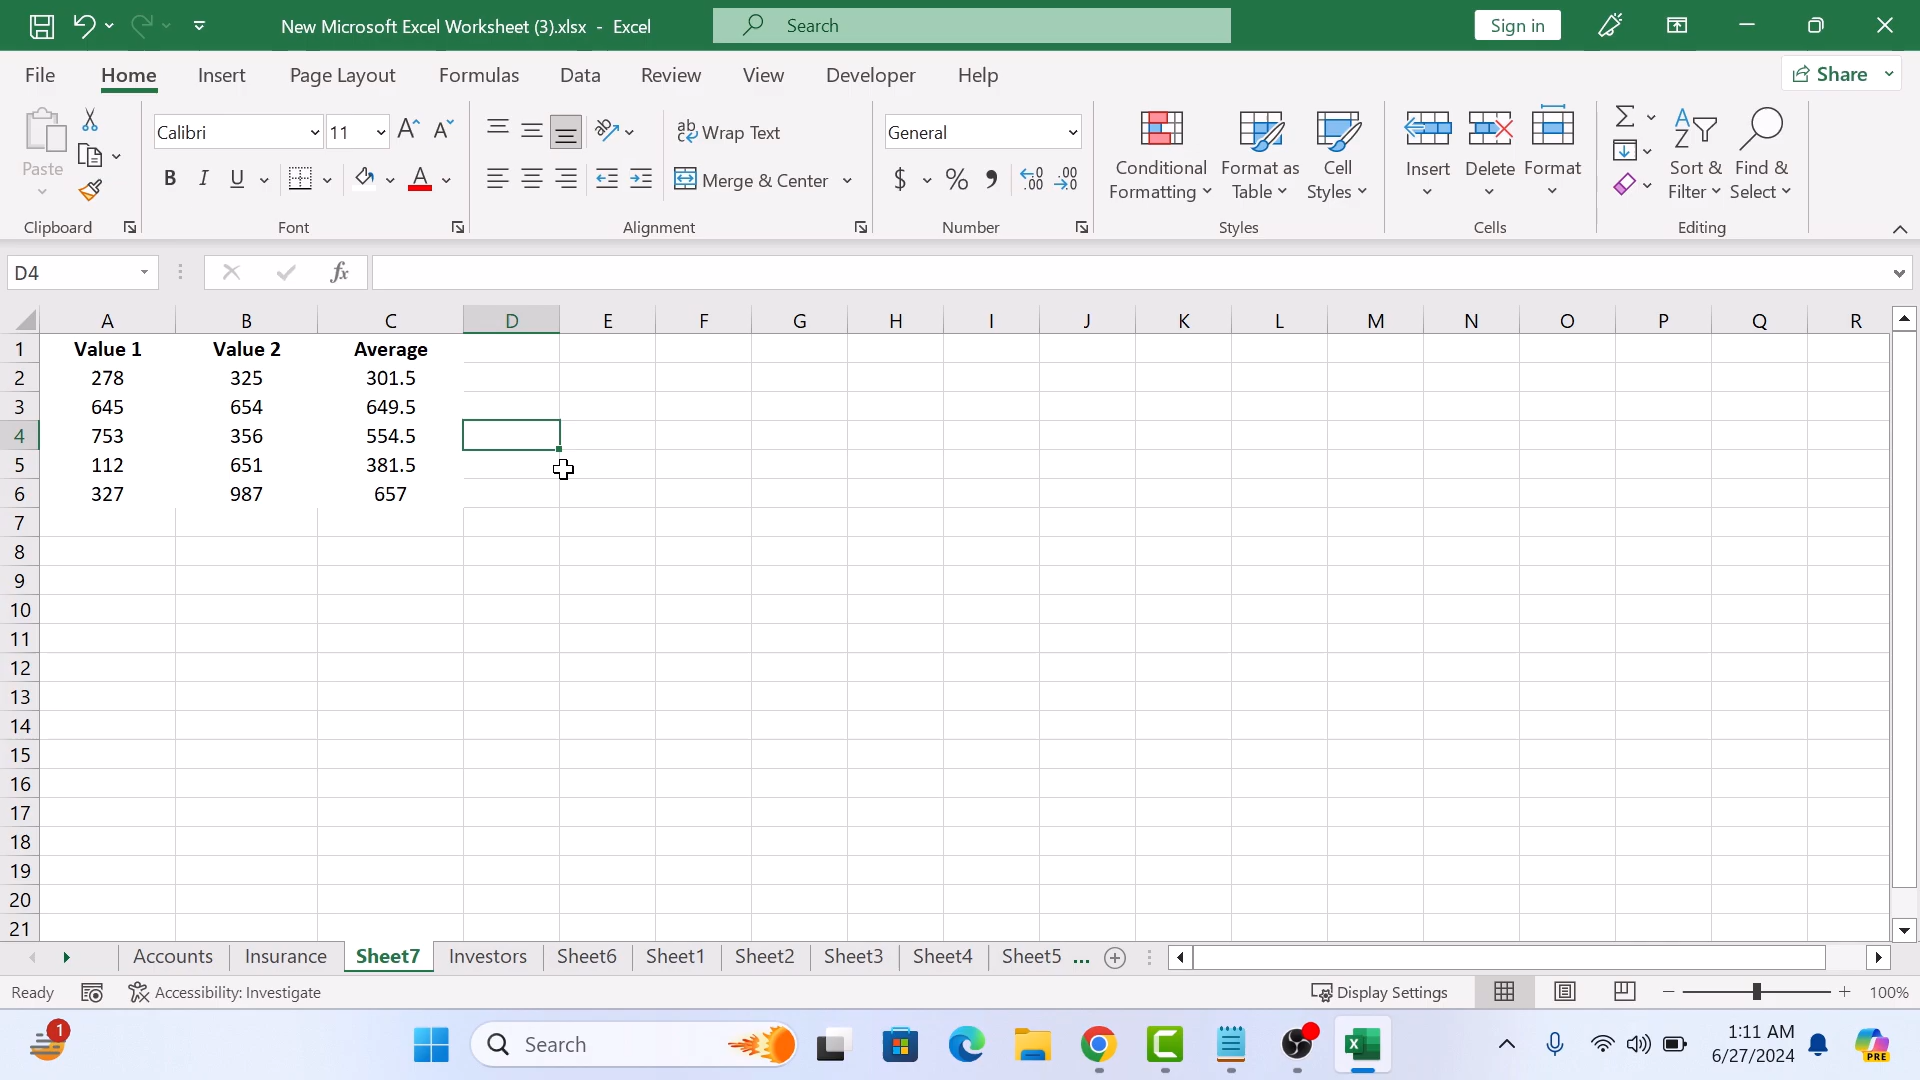 New Microsoft Excel Worksheet (3).xlsx - Excel
Search
Sign in
File Home Insert Page Layout Formulas Data Review View Developer Help
Share
Paste
Calibri 11
B I U
A
ab Wrap Text
Merge & Center
General
$ % 
Conditional Formatting
Format as Table
Cell Styles
Insert Delete Format
Sort & Filter
Find & Select
Clipboard Font Alignment Number Styles Cells Editing
D4 fx
A B C D E F G H I J K L M N O P Q R
1 Value 1 Value 2 Average
2 278 325 301.5
3 645 654 649.5
4 753 356 554.5
5 112 651 381.5
6 327 987 657
7
8
9
10
11
12
13
14
15
16
17
18
19
20
21
Accounts Insurance Sheet7 Investors Sheet6 Sheet1 Sheet2 Sheet3 Sheet4 Sheet5 ...
Ready Accessibility: Investigate Display Settings 100%
1 Search 1:11 AM
6/27/2024
PRE